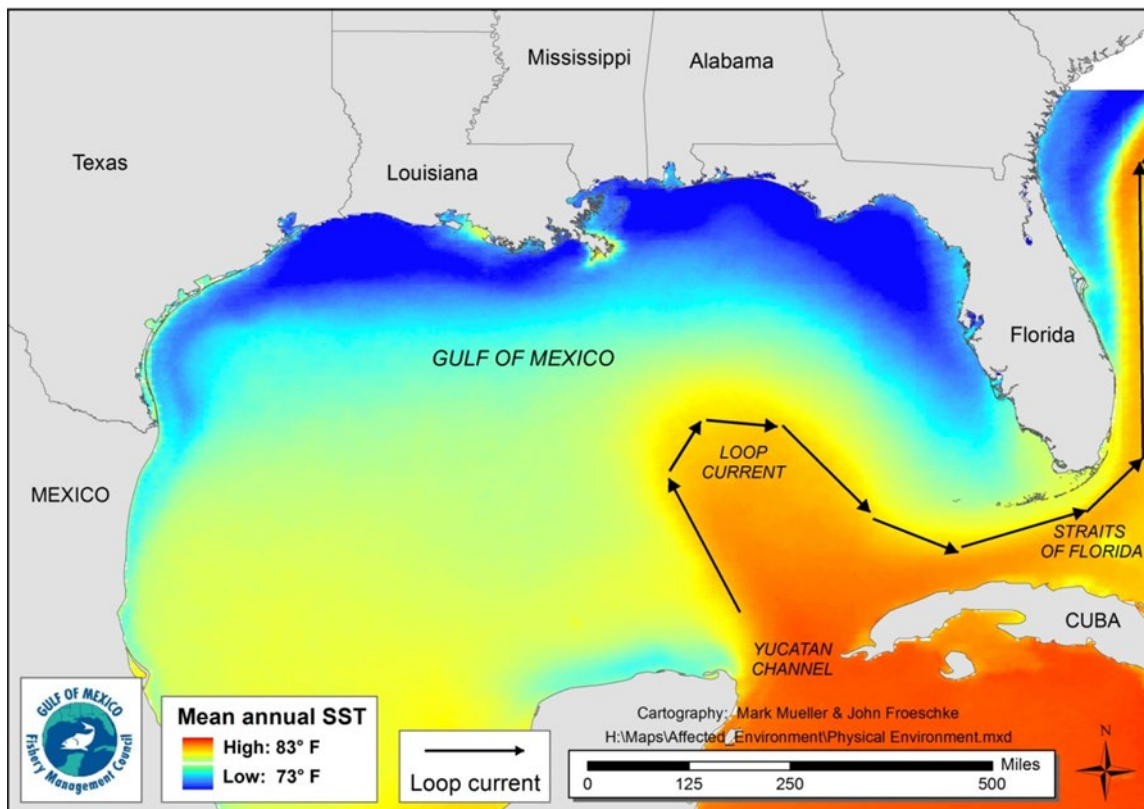 Mississippi
Alabama
Texas
Louisiana
Florida
GULF OF MEXICO
LOOP
CURRENT
MEXICO
STRAITS
OF FLORIDA
CUBA
YUCATAN
CHANNEL
GULF OF MEXICO
Fishery Management Council
Mean annual SST
High: 83° F
Low: 73° F
Loop current
Cartography: Mark Mueller & John Froeschke
H:\Maps\Affected_Environment\Physical Environment.mxd
Miles
0 125 250 500
N